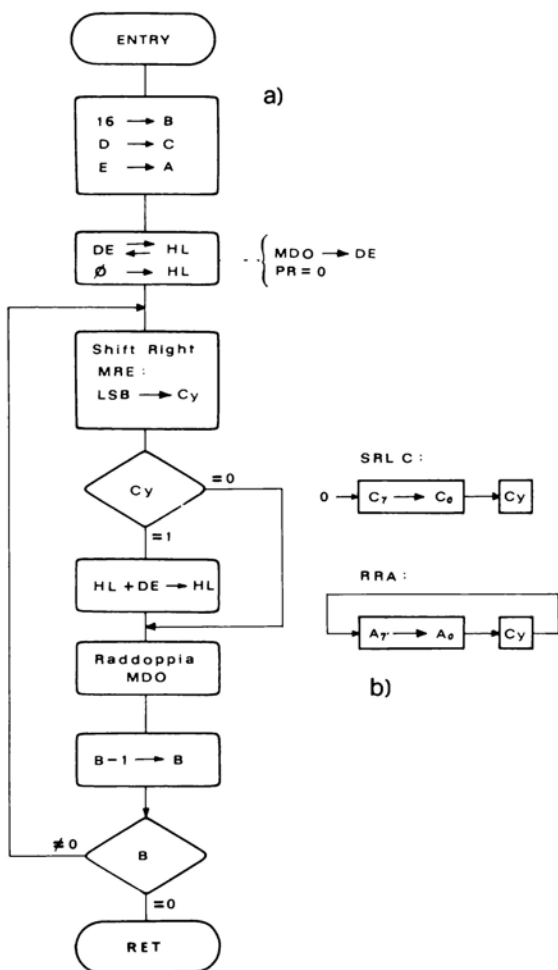 ENTRY
a)
16 → B
D → C
E → A
DE ⇄ HL
Ø → HL
MDO → DE
PR = 0
Shift Right
MRE :
LSB → Cy
Cy
=0
=1
HL + DE → HL
Raddoppia
MDO
B-1 → B
≠0
B
=0
RET
SRL C :
0 → C7 → C0 → Cy
RRA :
A7 → A0 → Cy
b)